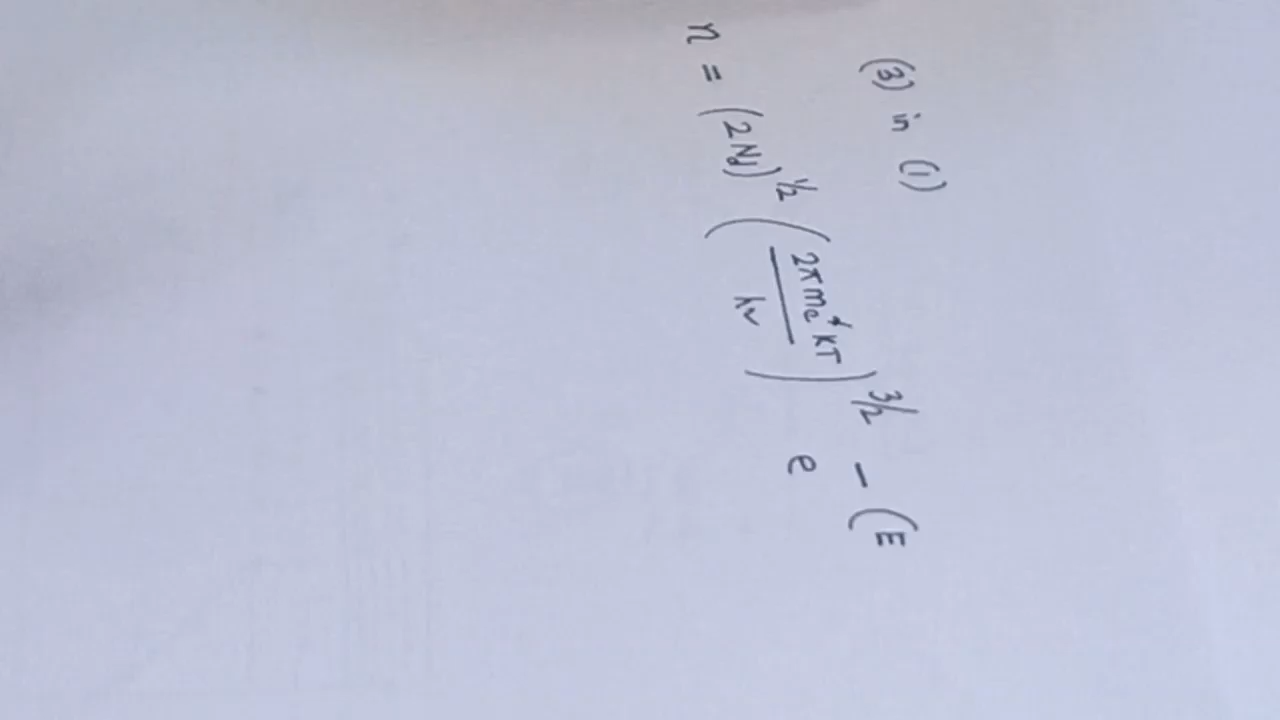 (3) in (1)
n = (2Nd)^1/2 (2πme*KT / h²)^3/2 e^-(E